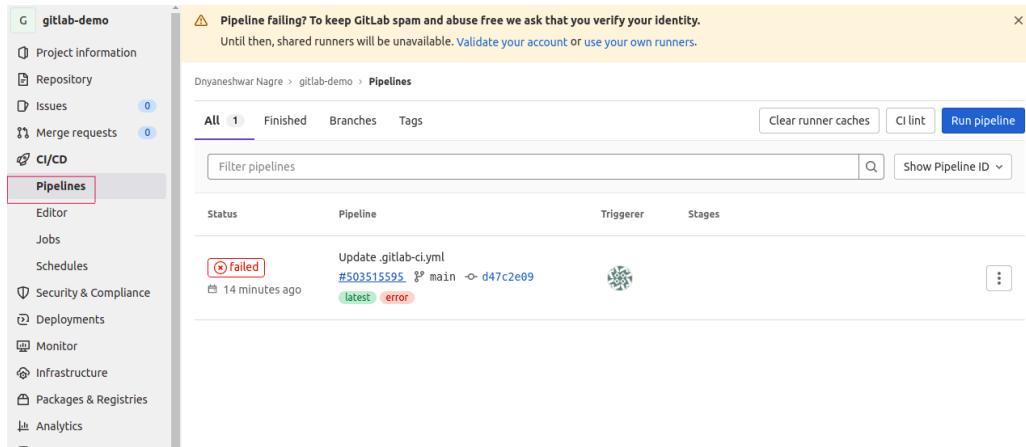 G gitlab-demo
Project information
Repository
Issues 0
Merge requests 0
CI/CD
Pipelines
Editor
Jobs
Schedules
Security & Compliance
Deployments
Monitor
Infrastructure
Packages & Registries
Analytics
Pipeline failing? To keep GitLab spam and abuse free we ask that you verify your identity.
Until then, shared runners will be unavailable. Validate your account or use your own runners.
Dnyaneshwar Nagre > gitlab-demo > Pipelines
All 1 Finished Branches Tags Clear runner caches CI lint Run pipeline
Filter pipelines Show Pipeline ID
Status Pipeline Triggerer Stages
Update .gitlab-ci.yml
failed #503515595 main d47c2e09
14 minutes ago
latest error